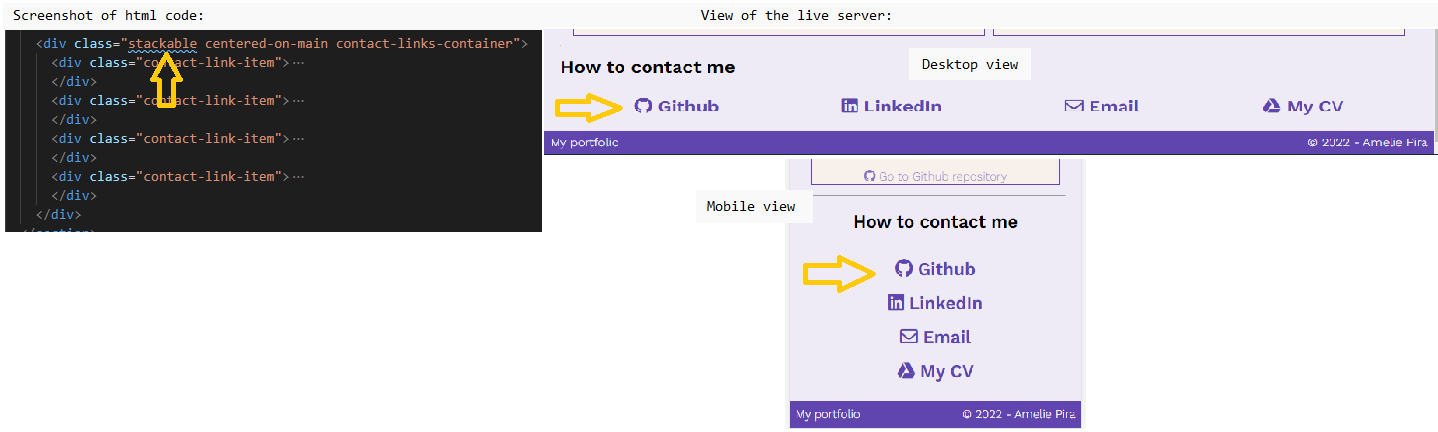 Screenshot of html code:
View of the live server:
<div class="stackable centered-on-main contact-links-container">
<div class="contact-link-item">···
</div>
<div class="contact-link-item">···
</div>
<div class="contact-link-item">···
</div>
<div class="contact-link-item">···
</div>
</div>
How to contact me
Desktop view
Github
LinkedIn
Email
My CV
My portfolio
© 2022 - Amelie Pira
Go to Github repository
Mobile view
How to contact me
Github
LinkedIn
Email
My CV
My portfolio
© 2022 - Amelie Pira